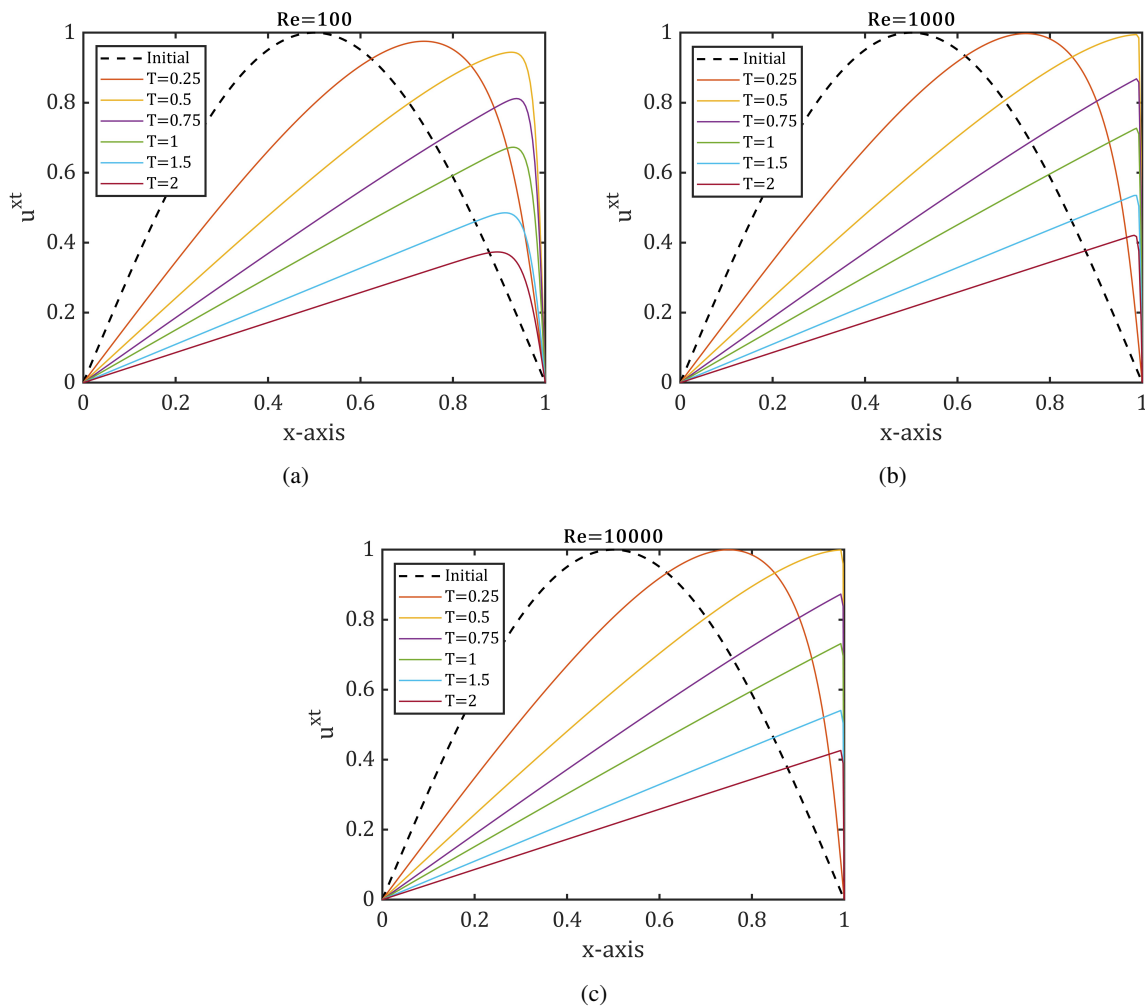 Re=100
1
0.8
0.6
0.4
0.2
0
u^xt
Initial
T=0.25
T=0.5
T=0.75
T=1
T=1.5
T=2
0 0.2 0.4 0.6 0.8 1
x-axis
(a)
Re=1000
1
0.8
0.6
0.4
0.2
0
u^xt
Initial
T=0.25
T=0.5
T=0.75
T=1
T=1.5
T=2
0 0.2 0.4 0.6 0.8 1
x-axis
(b)
Re=10000
1
0.8
0.6
0.4
0.2
0
u^xt
Initial
T=0.25
T=0.5
T=0.75
T=1
T=1.5
T=2
0 0.2 0.4 0.6 0.8 1
x-axis
(c)